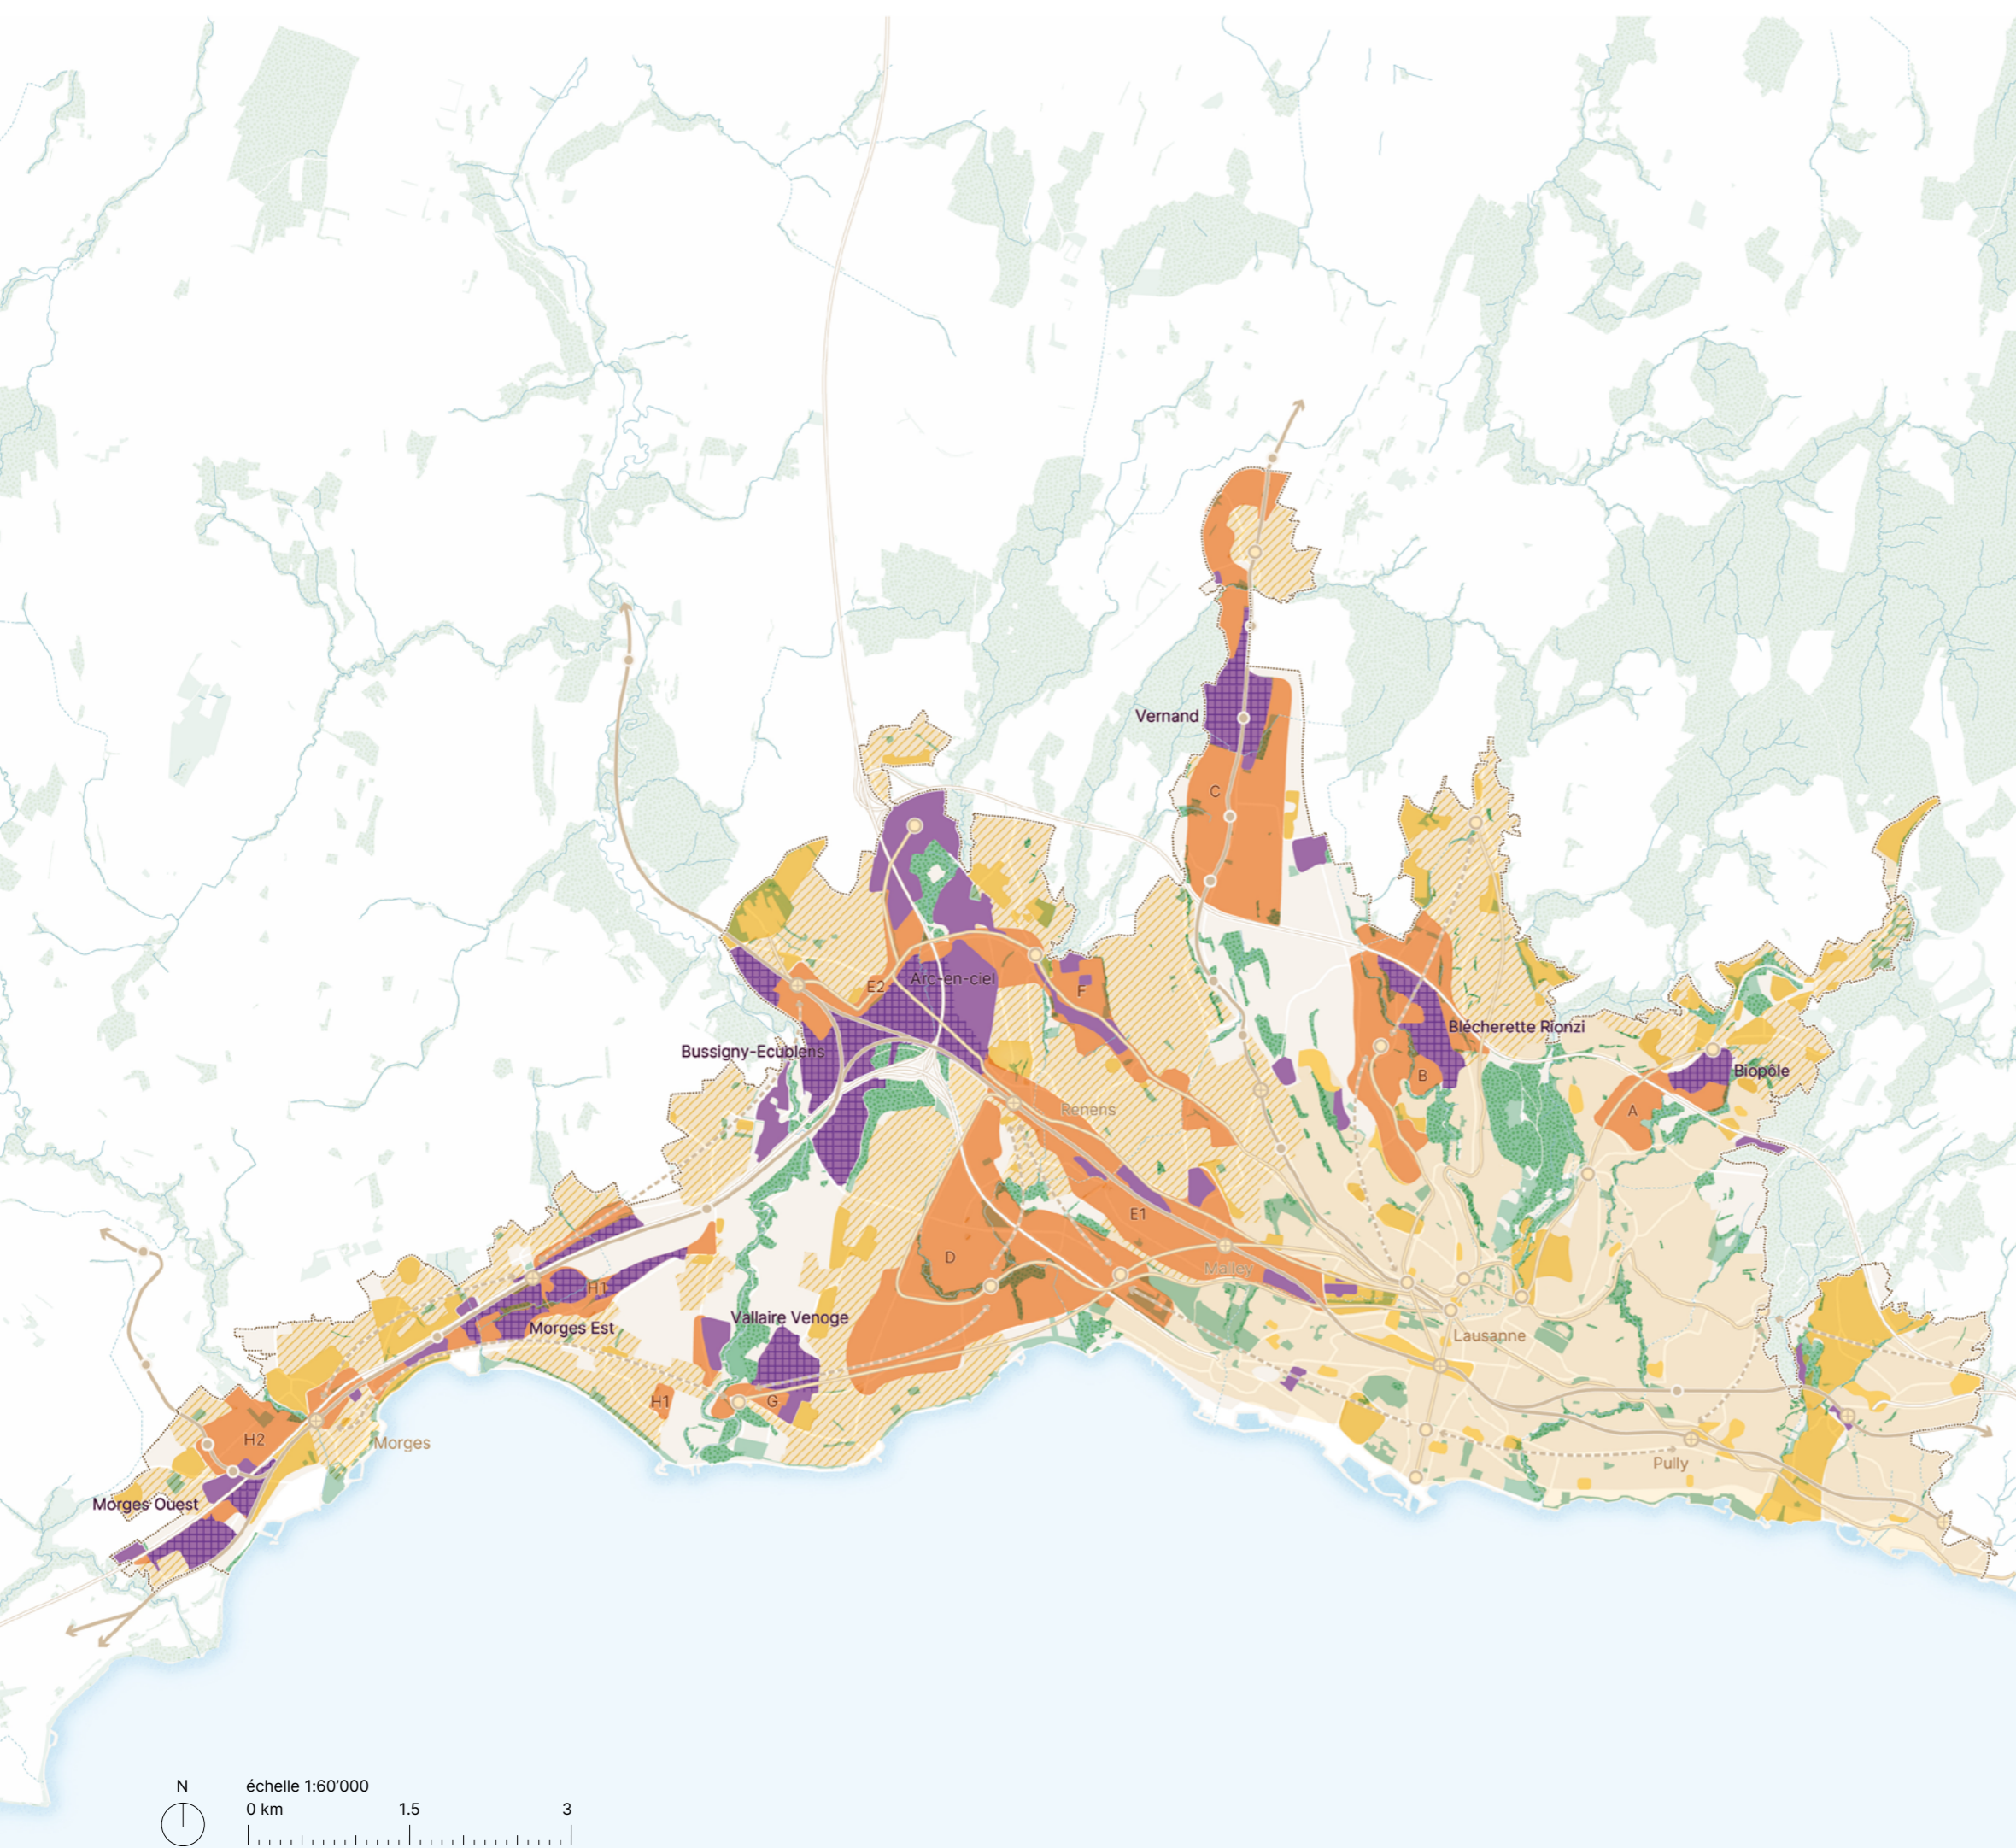 Vernand
C
E2
Arc-en-ciel
F
Blécherette Rionzi
Bussigny-Ecublens
B
Biopôle
A
Renens
E1
D
Malley
H1
Morges Est
Vallaire Venoge
Lausanne
H1
G
H2
Morges
Pully
Morges Ouest
N
échelle 1:60’000
0 km 1.5 3